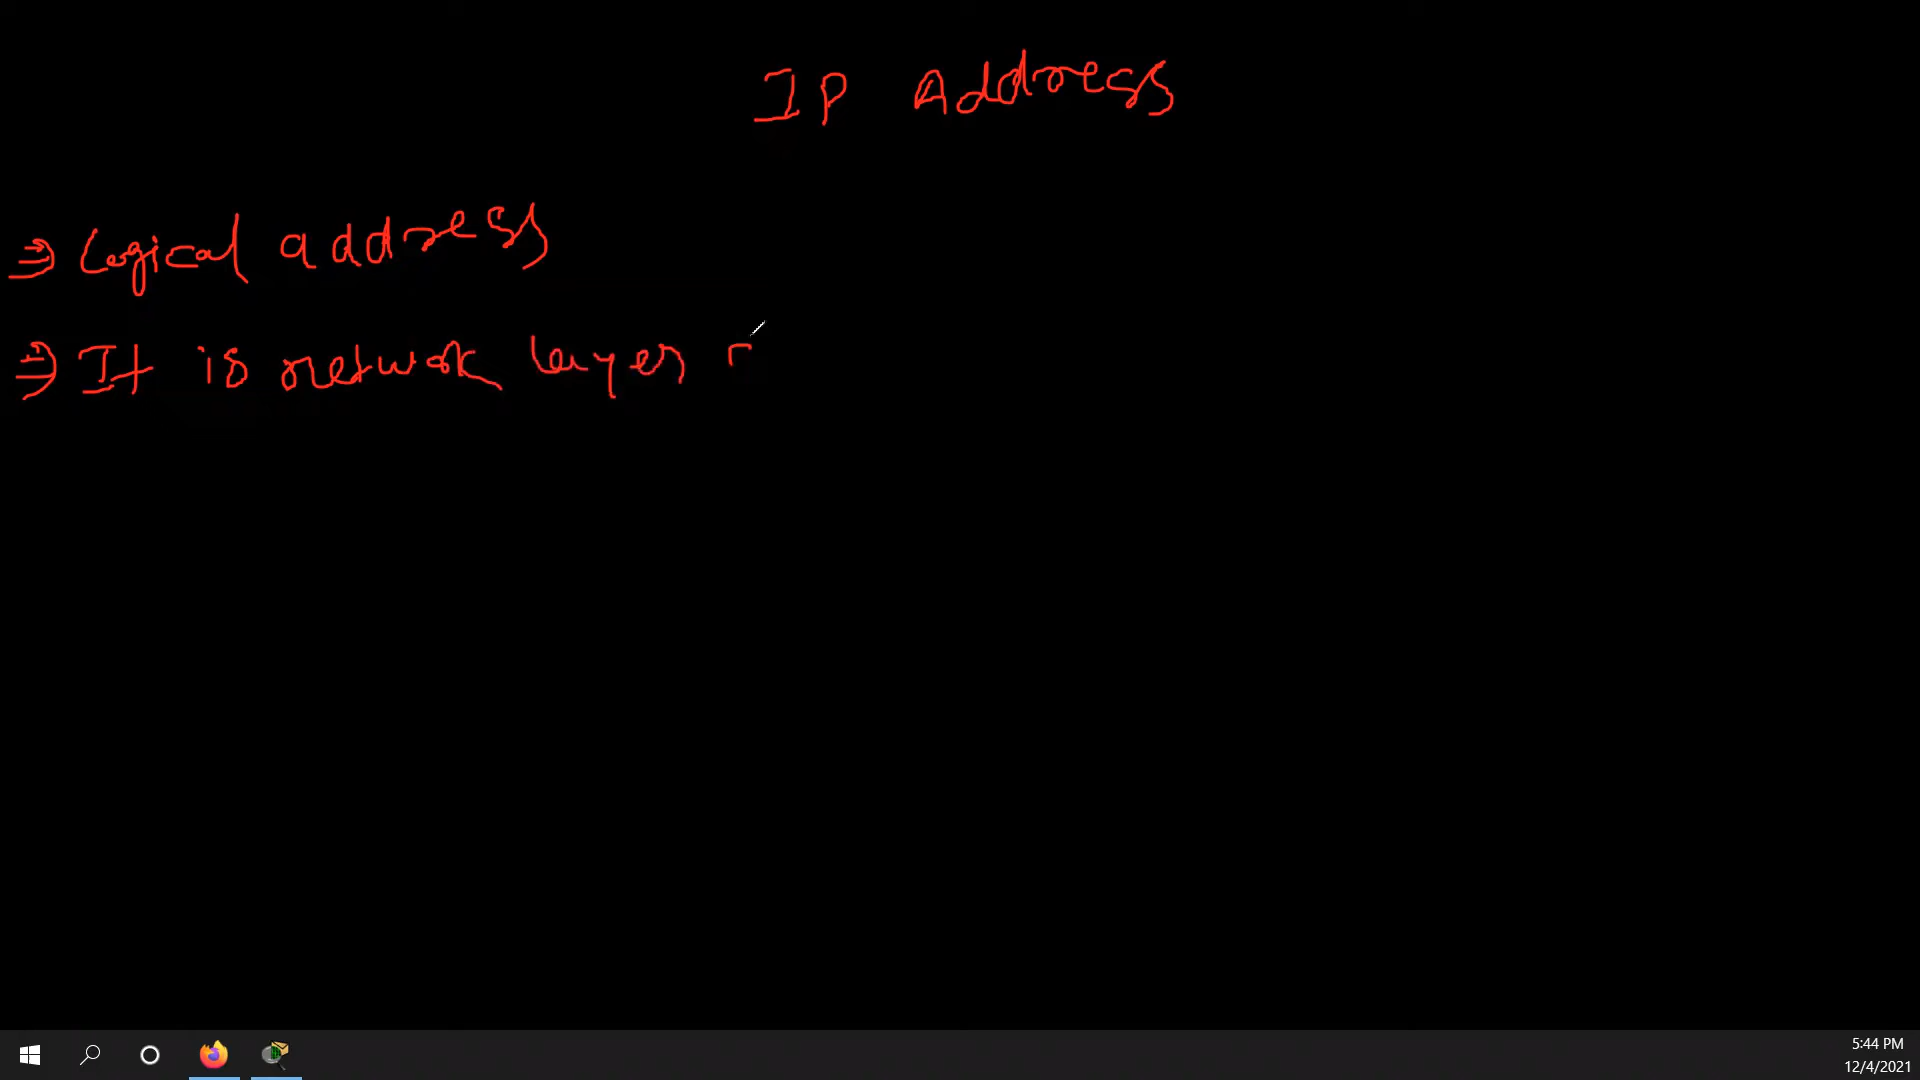 IP Address
⇒ Logical address
⇒ It is network layer
5:44 PM
12/4/2021